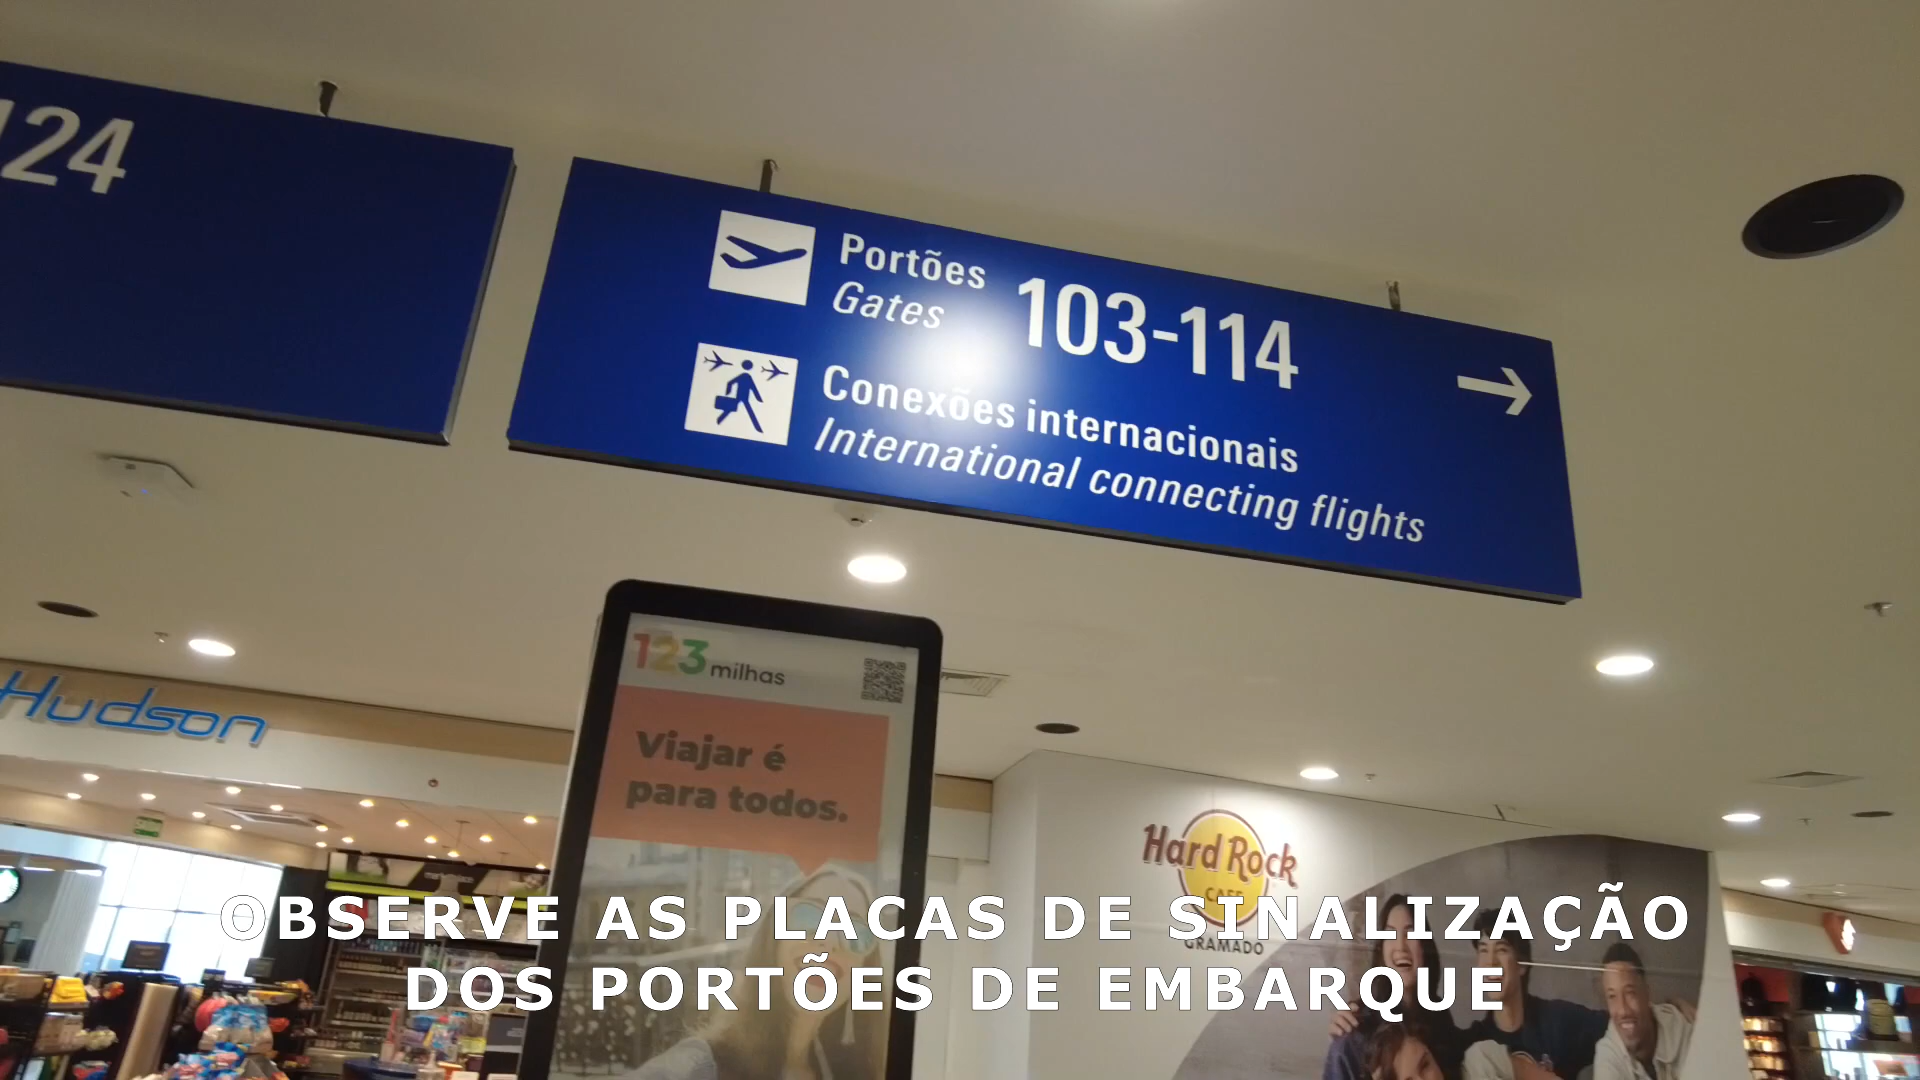 124
Portões
Gates
103-114
Conexões internacionais
International connecting flights
123 milhas
Viajar é
para todos.
Hudson
Hard Rock
CAFE
GRAMADO
OBSERVE AS PLACAS DE SINALIZAÇÃO
DOS PORTÕES DE EMBARQUE